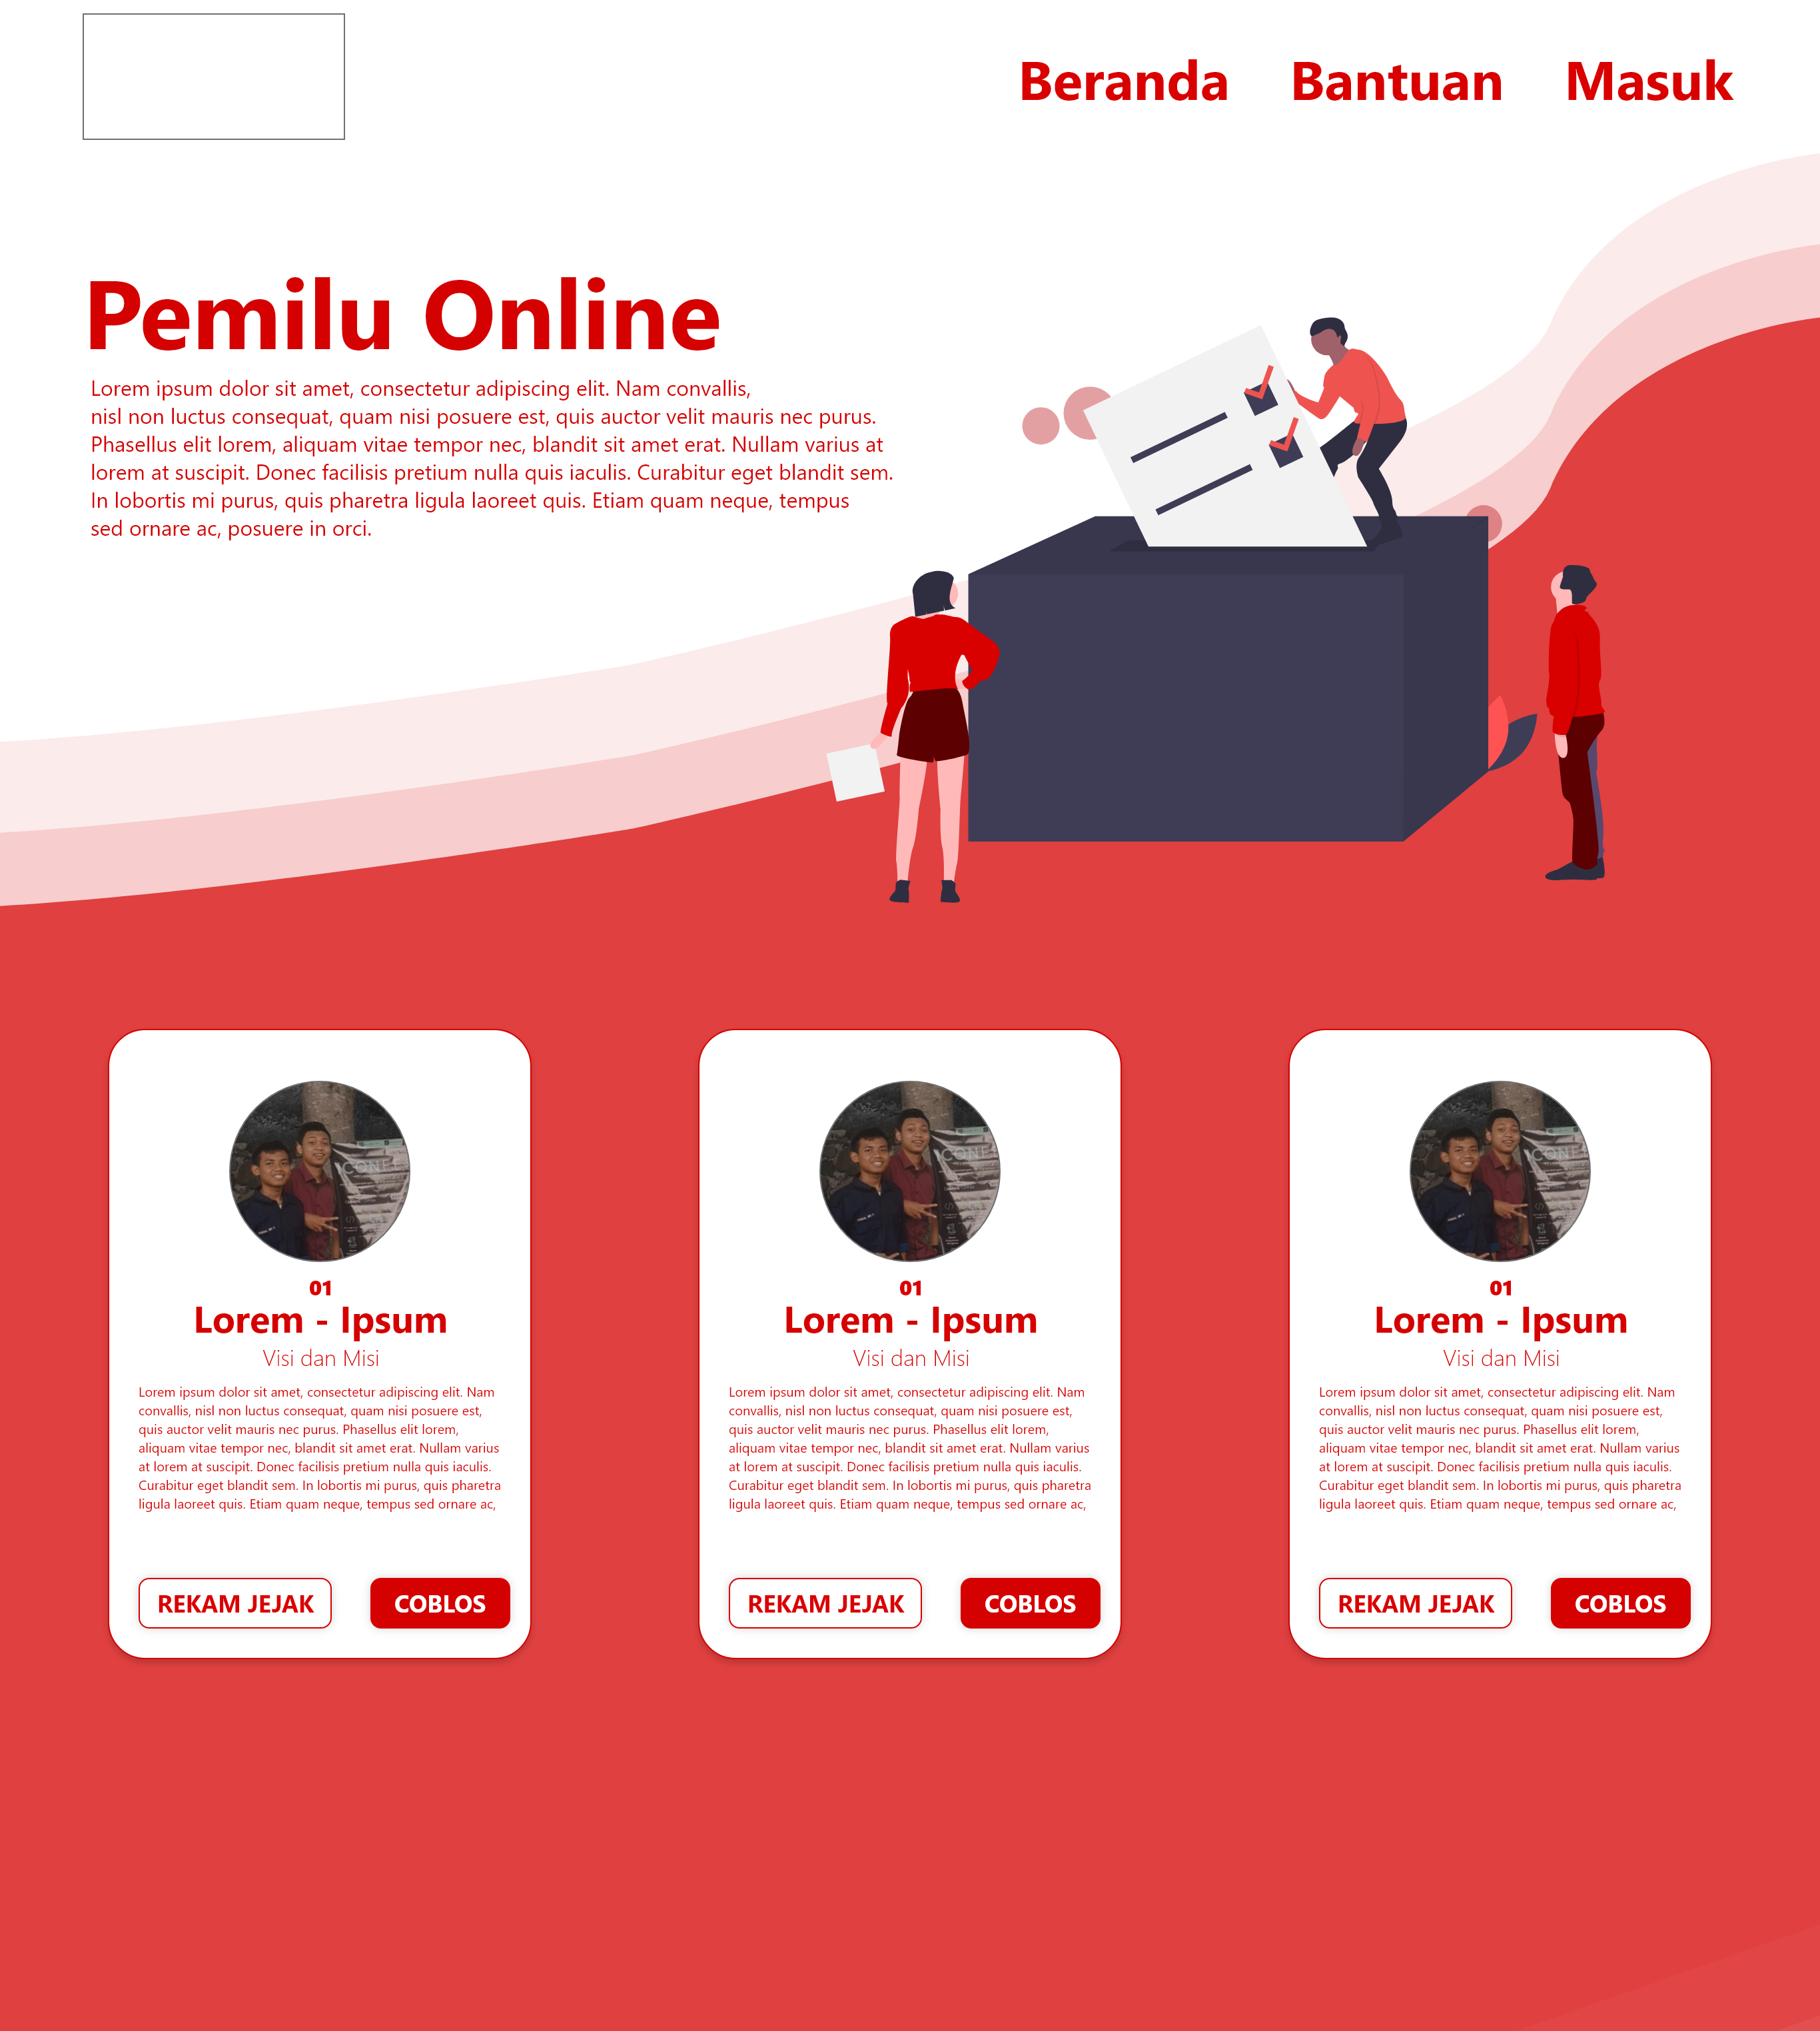 Beranda Bantuan Masuk
Pemilu Online
Lorem ipsum dolor sit amet, consectetur adipiscing elit. Nam convallis,
nisl non luctus consequat, quam nisi posuere est, quis auctor velit mauris nec purus.
Phasellus elit lorem, aliquam vitae tempor nec, blandit sit amet erat. Nullam varius at
lorem at suscipit. Donec facilisis pretium nulla quis iaculis. Curabitur eget blandit sem.
In lobortis mi purus, quis pharetra ligula laoreet quis. Etiam quam neque, tempus
sed ornare ac, posuere in orci.
01
Lorem - Ipsum
Visi dan Misi
Lorem ipsum dolor sit amet, consectetur adipiscing elit. Nam
convallis, nisl non luctus consequat, quam nisi posuere est,
quis auctor velit mauris nec purus. Phasellus elit lorem,
aliquam vitae tempor nec, blandit sit amet erat. Nullam varius
at lorem at suscipit. Donec facilisis pretium nulla quis iaculis.
Curabitur eget blandit sem. In lobortis mi purus, quis pharetra
ligula laoreet quis. Etiam quam neque, tempus sed ornare ac,
REKAM JEJAK COBLOS
01
Lorem - Ipsum
Visi dan Misi
Lorem ipsum dolor sit amet, consectetur adipiscing elit. Nam
convallis, nisl non luctus consequat, quam nisi posuere est,
quis auctor velit mauris nec purus. Phasellus elit lorem,
aliquam vitae tempor nec, blandit sit amet erat. Nullam varius
at lorem at suscipit. Donec facilisis pretium nulla quis iaculis.
Curabitur eget blandit sem. In lobortis mi purus, quis pharetra
ligula laoreet quis. Etiam quam neque, tempus sed ornare ac,
REKAM JEJAK COBLOS
01
Lorem - Ipsum
Visi dan Misi
Lorem ipsum dolor sit amet, consectetur adipiscing elit. Nam
convallis, nisl non luctus consequat, quam nisi posuere est,
quis auctor velit mauris nec purus. Phasellus elit lorem,
aliquam vitae tempor nec, blandit sit amet erat. Nullam varius
at lorem at suscipit. Donec facilisis pretium nulla quis iaculis.
Curabitur eget blandit sem. In lobortis mi purus, quis pharetra
ligula laoreet quis. Etiam quam neque, tempus sed ornare ac,
REKAM JEJAK COBLOS